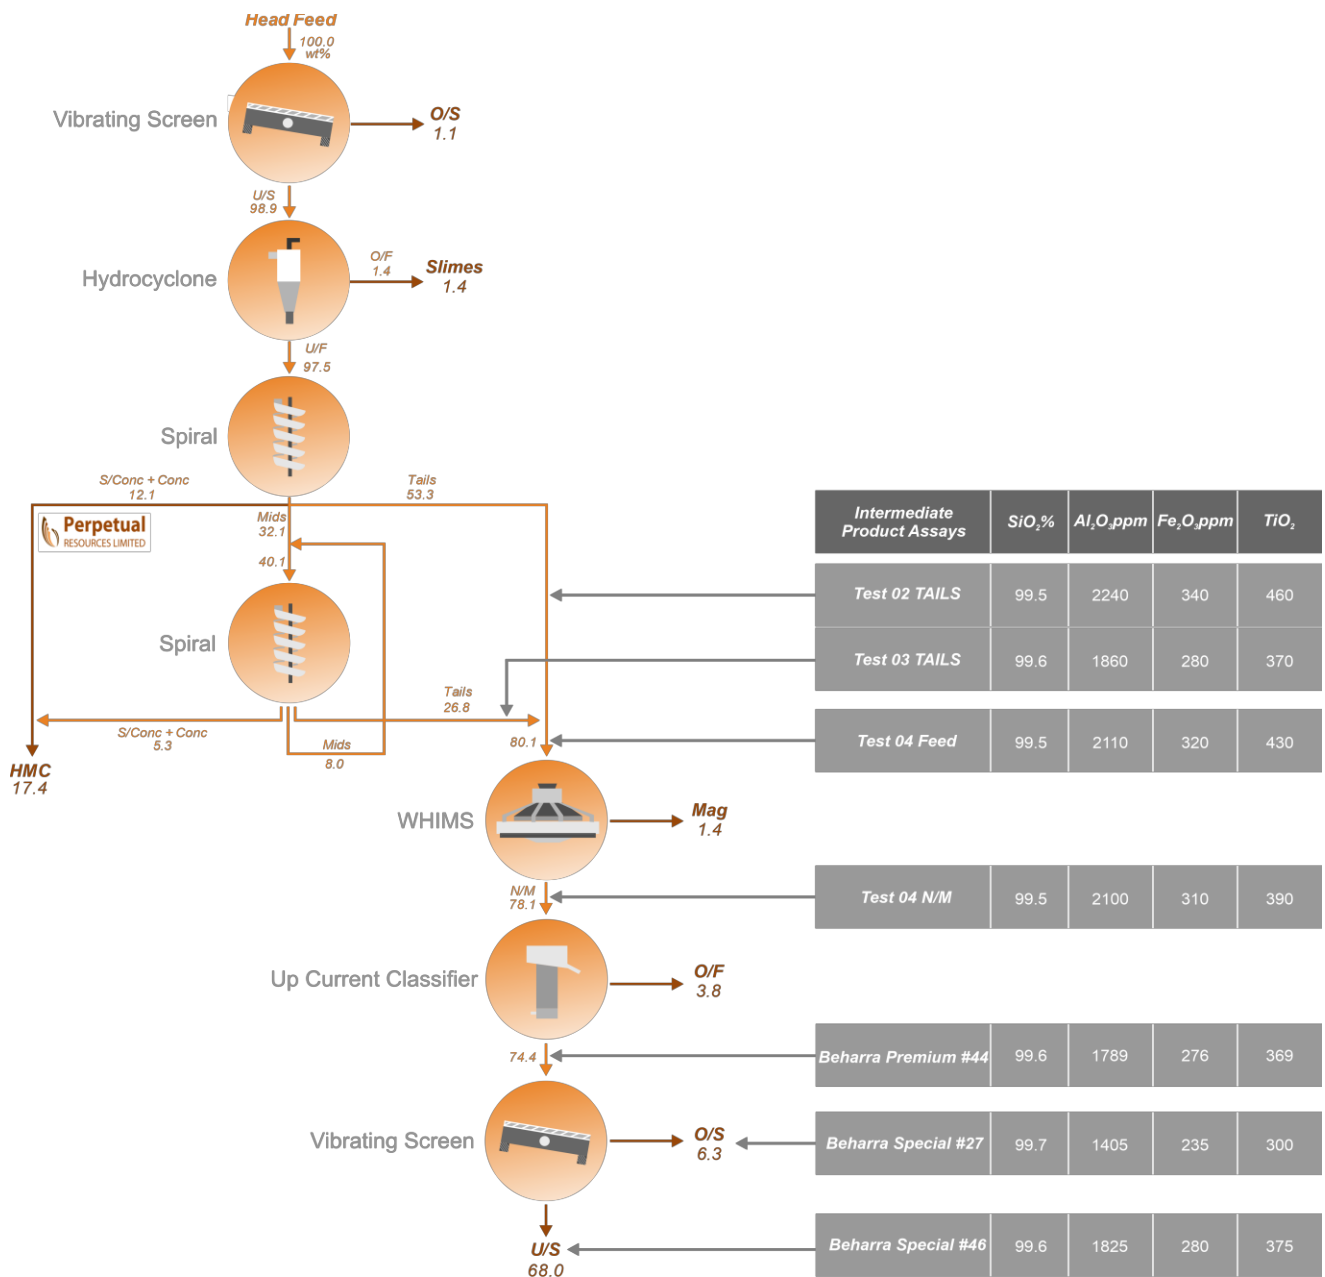 Head Feed
100.0
wt%
Vibrating Screen
O/S
1.1
U/S
98.9
Hydrocyclone
O/F
1.4
Slimes
1.4
U/F
97.5
Spiral
S/Conc + Conc
12.1
Tails
53.3
Perpetual
RESOURCES LIMITED
Mids
32.1
40.1
Spiral
Tails
26.8
S/Conc + Conc
5.3
Mids
8.0
80.1
HMC
17.4
WHIMS
Mag
1.4
N/M
78.1
Up Current Classifier
O/F
3.8
74.4
Vibrating Screen
O/S
6.3
U/S
68.0
Intermediate Product Assays SiO₂% Al₂O₃ppm Fe₂O₃ppm TiO₂
Test 02 TAILS 99.5 2240 340 460
Test 03 TAILS 99.6 1860 280 370
Test 04 Feed 99.5 2110 320 430
Test 04 N/M 99.5 2100 310 390
Beharra Premium #44 99.6 1789 276 369
Beharra Special #27 99.7 1405 235 300
Beharra Special #46 99.6 1825 280 375